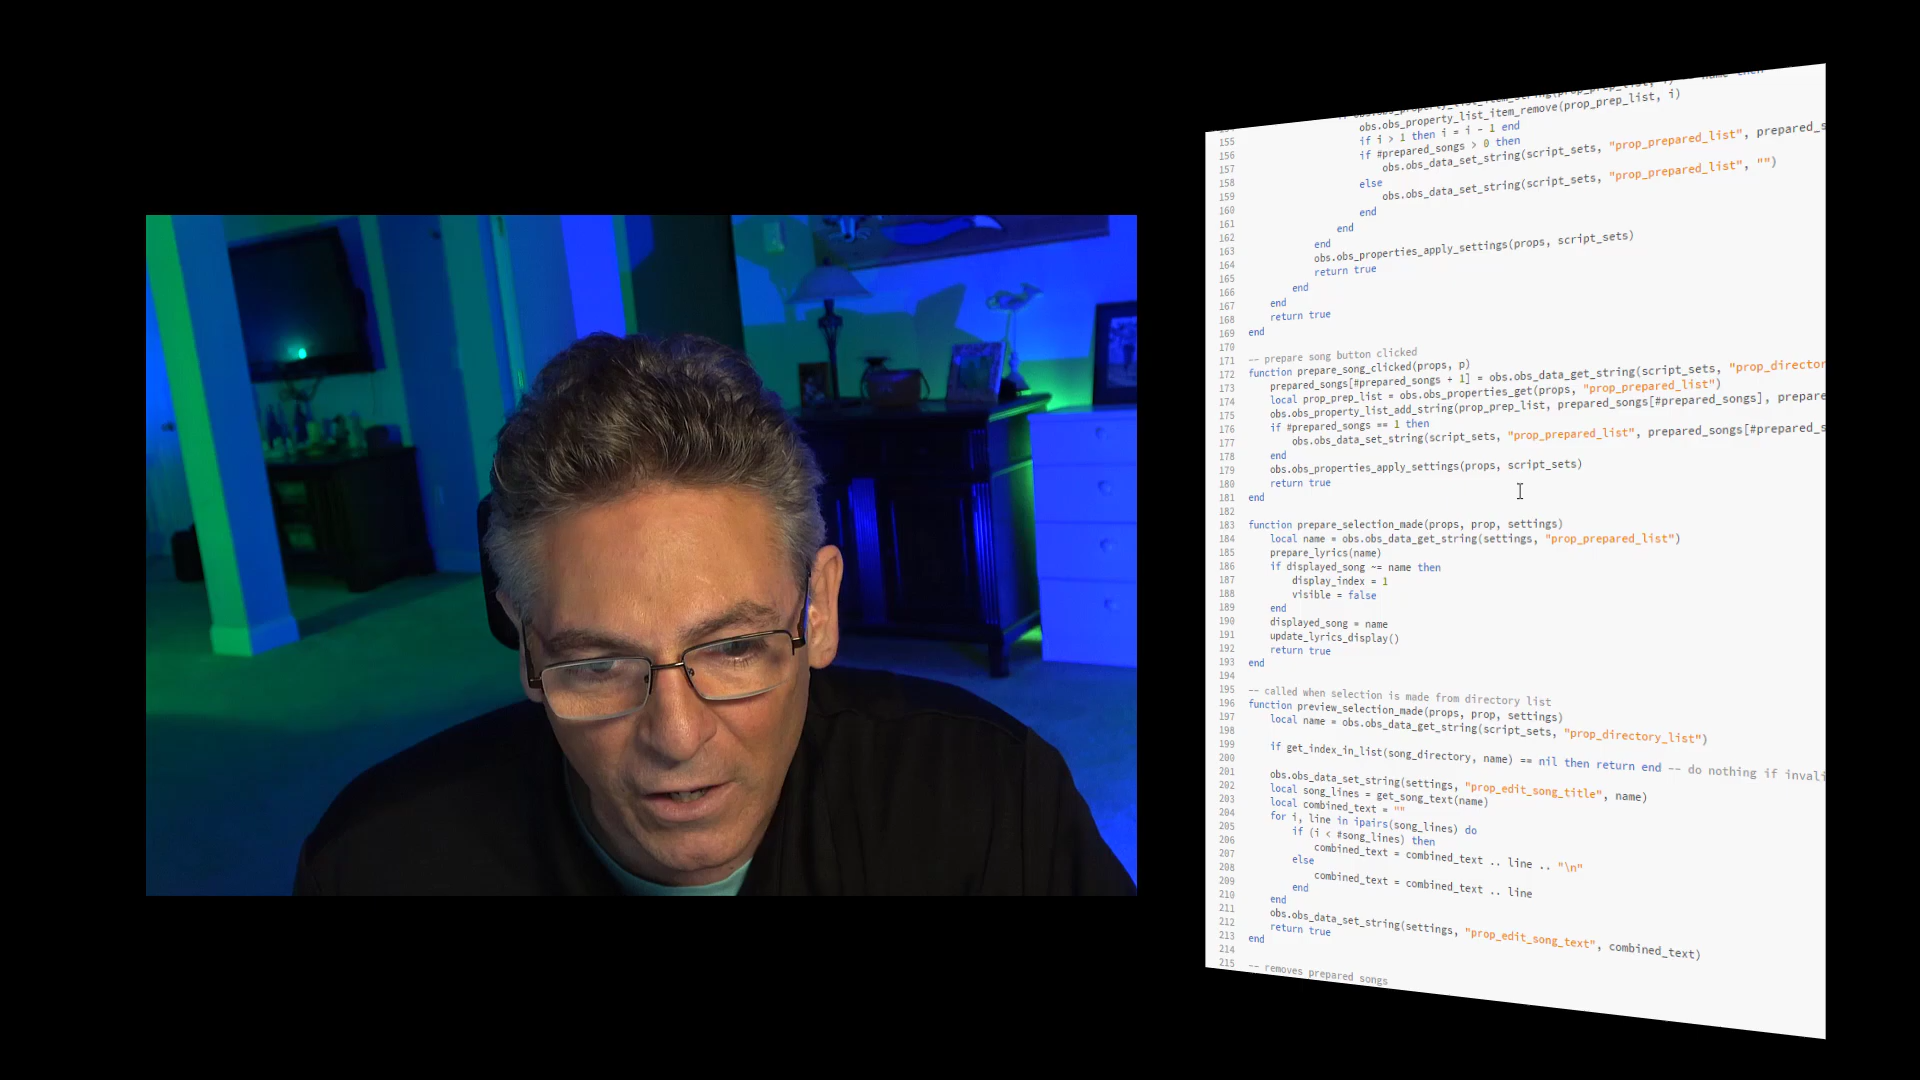 obs.obs_property_list_item_remove(prop_prep_list, i)
155 if i > 1 then i = i - 1 end
156 if #prepared_songs > 0 then
157 obs.obs_data_set_string(script_sets, "prop_prepared_list", prepared_s
158 else
159 obs.obs_data_set_string(script_sets, "prop_prepared_list", "")
160 end
161 end
162 end
163 obs.obs_properties_apply_settings(props, script_sets)
164 return true
165
166 end
167 end
168 return true
169 end
170
171 -- prepare song button clicked
172 function prepare_song_clicked(props, p)
173 prepared_songs[#prepared_songs + 1] = obs.obs_data_get_string(script_sets, "prop_director
174 local prop_prep_list = obs.obs_properties_get(props, "prop_prepared_list")
175 obs.obs_property_list_add_string(prop_prep_list, prepared_songs[#prepared_songs], prepare
176 if #prepared_songs == 1 then
177 obs.obs_data_set_string(script_sets, "prop_prepared_list", prepared_songs[#prepared_s
178 end
179 obs.obs_properties_apply_settings(props, script_sets)
180 return true
181 end
182
183 function prepare_selection_made(props, prop, settings)
184 local name = obs.obs_data_get_string(settings, "prop_prepared_list")
185 prepare_lyrics(name)
186 if displayed_song ~= name then
187 display_index = 1
188 visible = false
189 end
190 displayed_song = name
191 update_lyrics_display()
192 return true
193 end
194
195 -- called when selection is made from directory list
196 function preview_selection_made(props, prop, settings)
197 local name = obs.obs_data_get_string(script_sets, "prop_directory_list")
198
199 if get_index_in_list(song_directory, name) == nil then return end -- do nothing if invali
200
201 obs.obs_data_set_string(settings, "prop_edit_song_title", name)
202 local song_lines = get_song_text(name)
203 local combined_text = ""
204 for i, line in ipairs(song_lines) do
205 if (i < #song_lines) then
206 combined_text = combined_text .. line .. "\n"
207 else
208 combined_text = combined_text .. line
209 end
210 end
211 obs.obs_data_set_string(settings, "prop_edit_song_text", combined_text)
212 return true
213 end
214
215 -- removes prepared songs